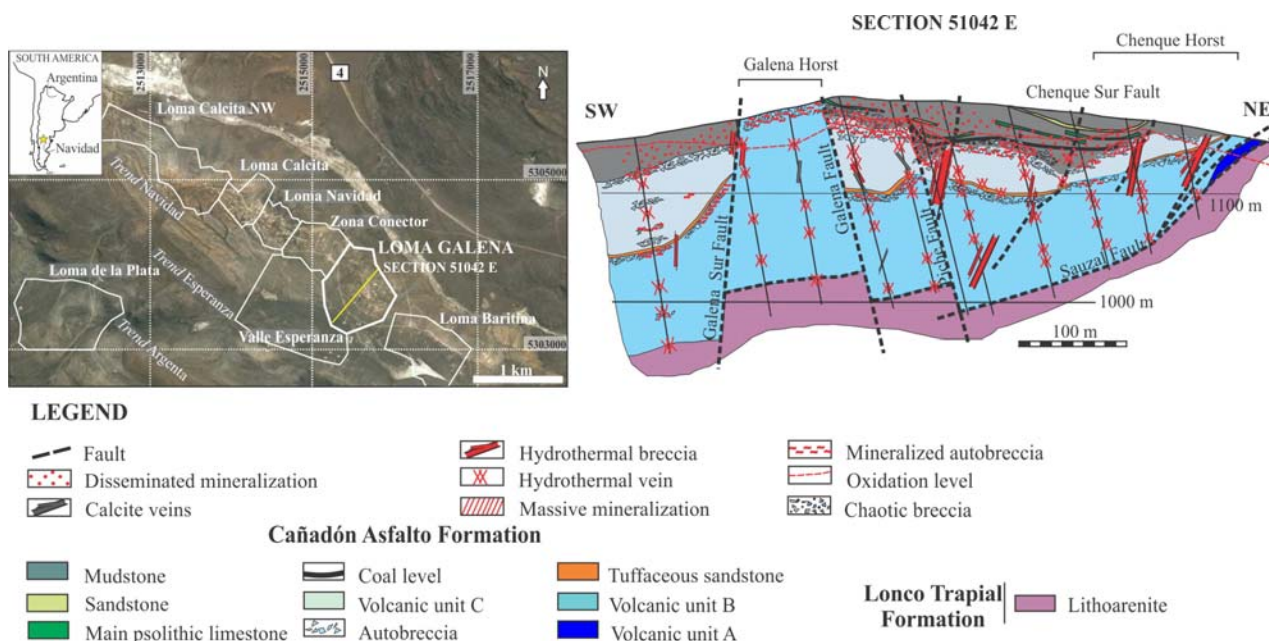 SOUTH AMERICA
Argentina
Navidad
2513000
2515000
2517000
4
N
Loma Calcita NW
Loma Calcita
5305000
Trend Navidad
Loma Navidad
Zona Conector
LOMA GALENA
SECTION 51042 E
Loma de la Plata
Trend Esperanza
Loma Baritina
Valle Esperanza
Trend Argenta
5303000
1 km
SECTION 51042 E
Chenque Horst
Galena Horst
Chenque Sur Fault
SW
NE
1100 m
Galena Sur Fault
Galena Fault
Fault
Sauzal Fault
1000 m
100 m
LEGEND
Fault
Disseminated mineralization
Calcite veins
Hydrothermal breccia
Hydrothermal vein
Massive mineralization
Mineralized autobreccia
Oxidation level
Chaotic breccia
Cañadón Asfalto Formation
Mudstone
Sandstone
Main psolithic limestone
Coal level
Volcanic unit C
Autobreccia
Tuffaceous sandstone
Volcanic unit B
Volcanic unit A
Lonco Trapial
Formation
Lithoarenite